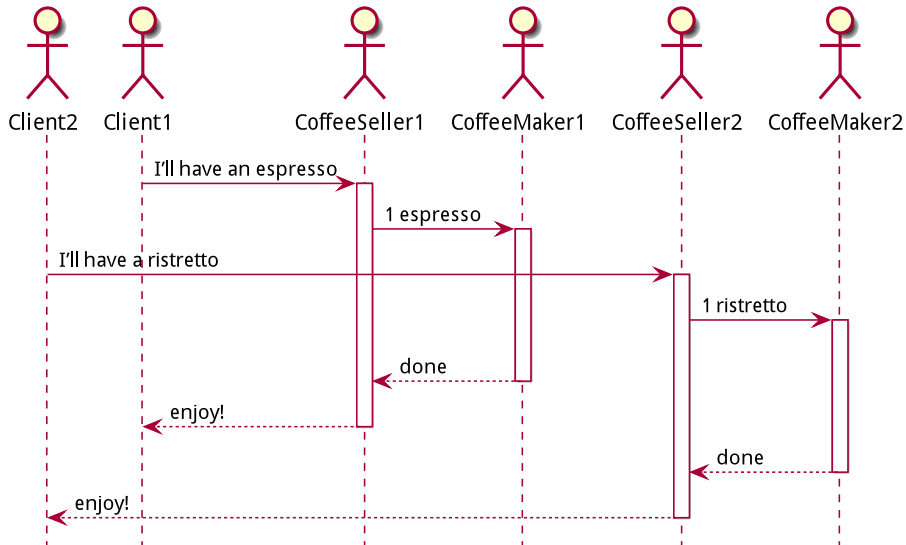 Client2
Client1
CoffeeSeller1
CoffeeMaker1
CoffeeSeller2
CoffeeMaker2
I’ll have an espresso
1 espresso
I’ll have a ristretto
1 ristretto
done
enjoy!
done
enjoy!